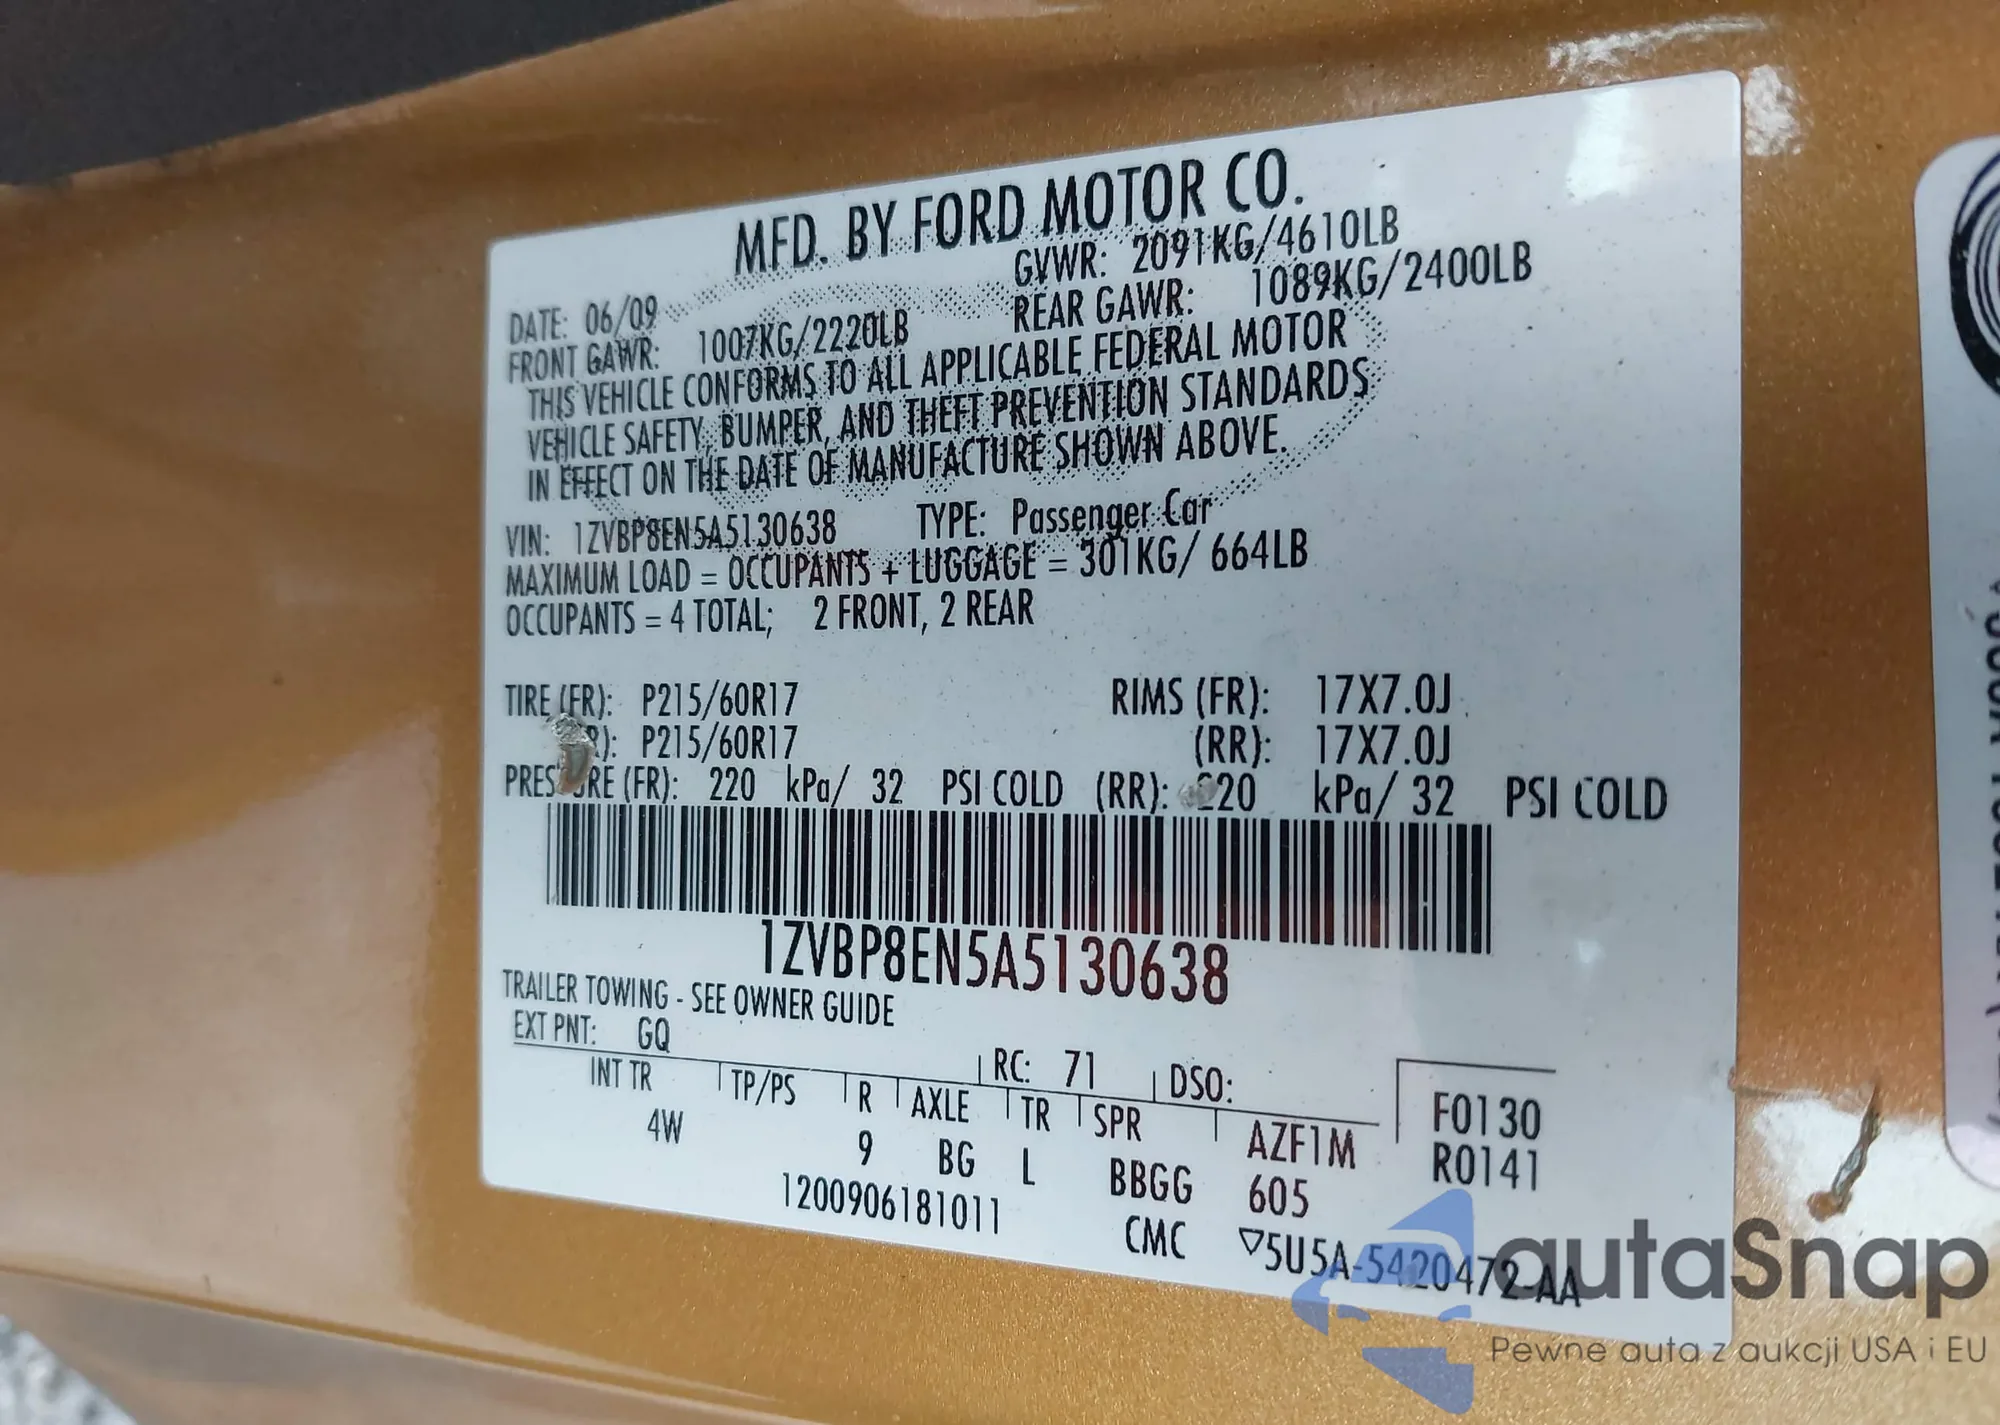 MFD. BY FORD MOTOR CO.
DATE: 06/09 GVWR: 2091KG/4610LB
FRONT GAWR: 1007KG/2220LB REAR GAWR: 1089KG/2400LB
THIS VEHICLE CONFORMS TO ALL APPLICABLE FEDERAL MOTOR
VEHICLE SAFETY, BUMPER, AND THEFT PREVENTION STANDARDS
IN EFFECT ON THE DATE OF MANUFACTURE SHOWN ABOVE.
VIN: 1ZVBP8EN5A5130638 TYPE: Passenger Car
MAXIMUM LOAD = OCCUPANTS + LUGGAGE = 301KG/ 664LB
OCCUPANTS = 4 TOTAL; 2 FRONT, 2 REAR
TIRE (FR): P215/60R17 RIMS (FR): 17X7.0J
P215/60R17 (RR): 17X7.0J
PRESSURE (FR): 220 kPa/ 32 PSI COLD (RR): 220 kPa/ 32 PSI COLD
1ZVBP8EN5A5130638
TRAILER TOWING - SEE OWNER GUIDE
EXT PNT: GQ RC: 71 DSO:
INT TR TP/PS R AXLE TR SPR AZF1M F0130
4W 9 BG L BBGG 605 R0141
1200906181011 CMC ▽5U5A-5420472-AA
autaSnap
Pewne auta z aukcji USA i EU